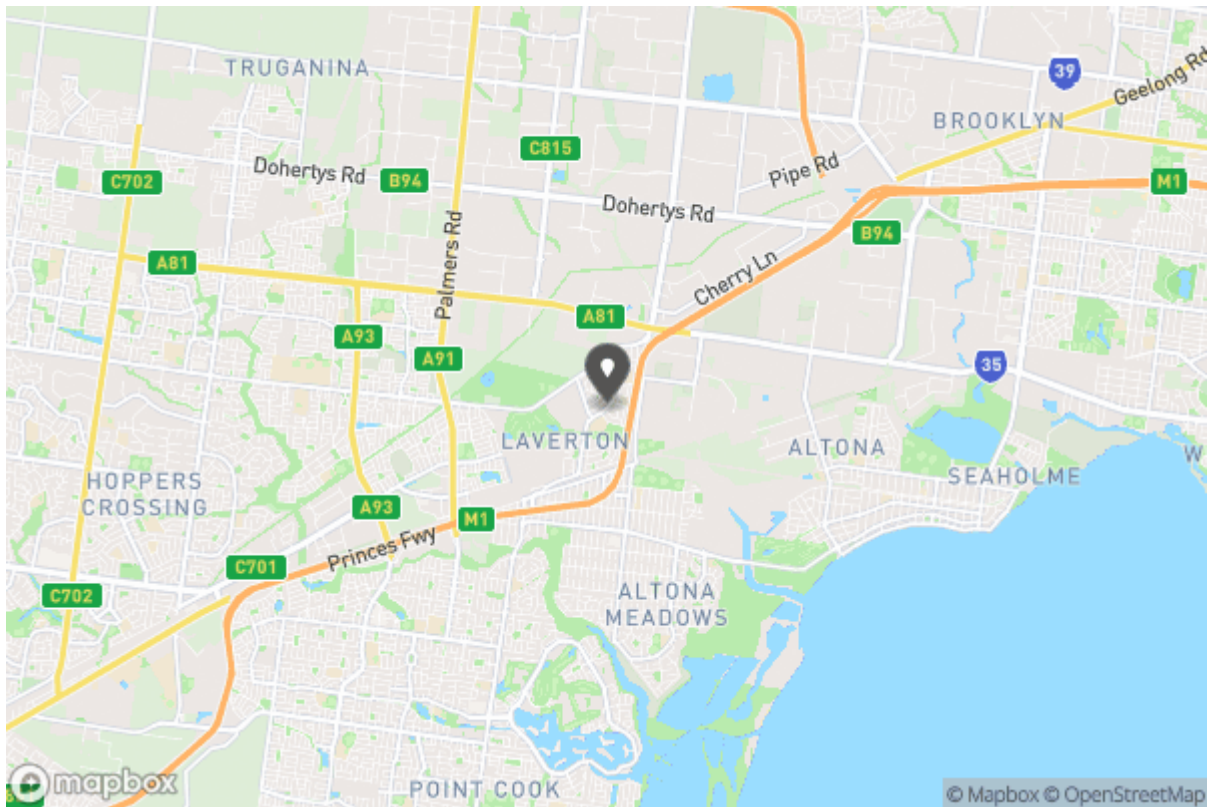 TRUGANINA
39
Geelong Rd
BROOKLYN
C815
Pipe Rd
Dohertys Rd
B94
C702
M1
Dohertys Rd
Palmers Rd
B94
A81
Cherry Ln
A81
A93
A91
35
LAVERTON
ALTONA
W
HOPPERS
CROSSING
SEAHOLME
A93
M1
Princes Fwy
C701
C702
ALTONA
MEADOWS
POINT COOK
mapbox
© Mapbox © OpenStreetMap